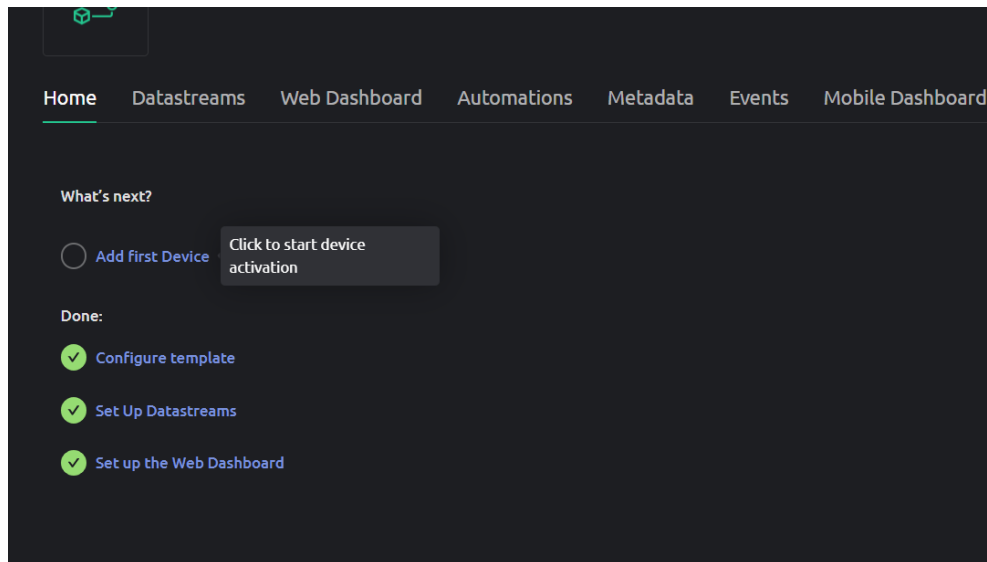 Home Datastreams Web Dashboard Automations Metadata Events Mobile Dashboard
What's next?
Add first Device
Click to start device
activation
Done:
Configure template
Set Up Datastreams
Set up the Web Dashboard